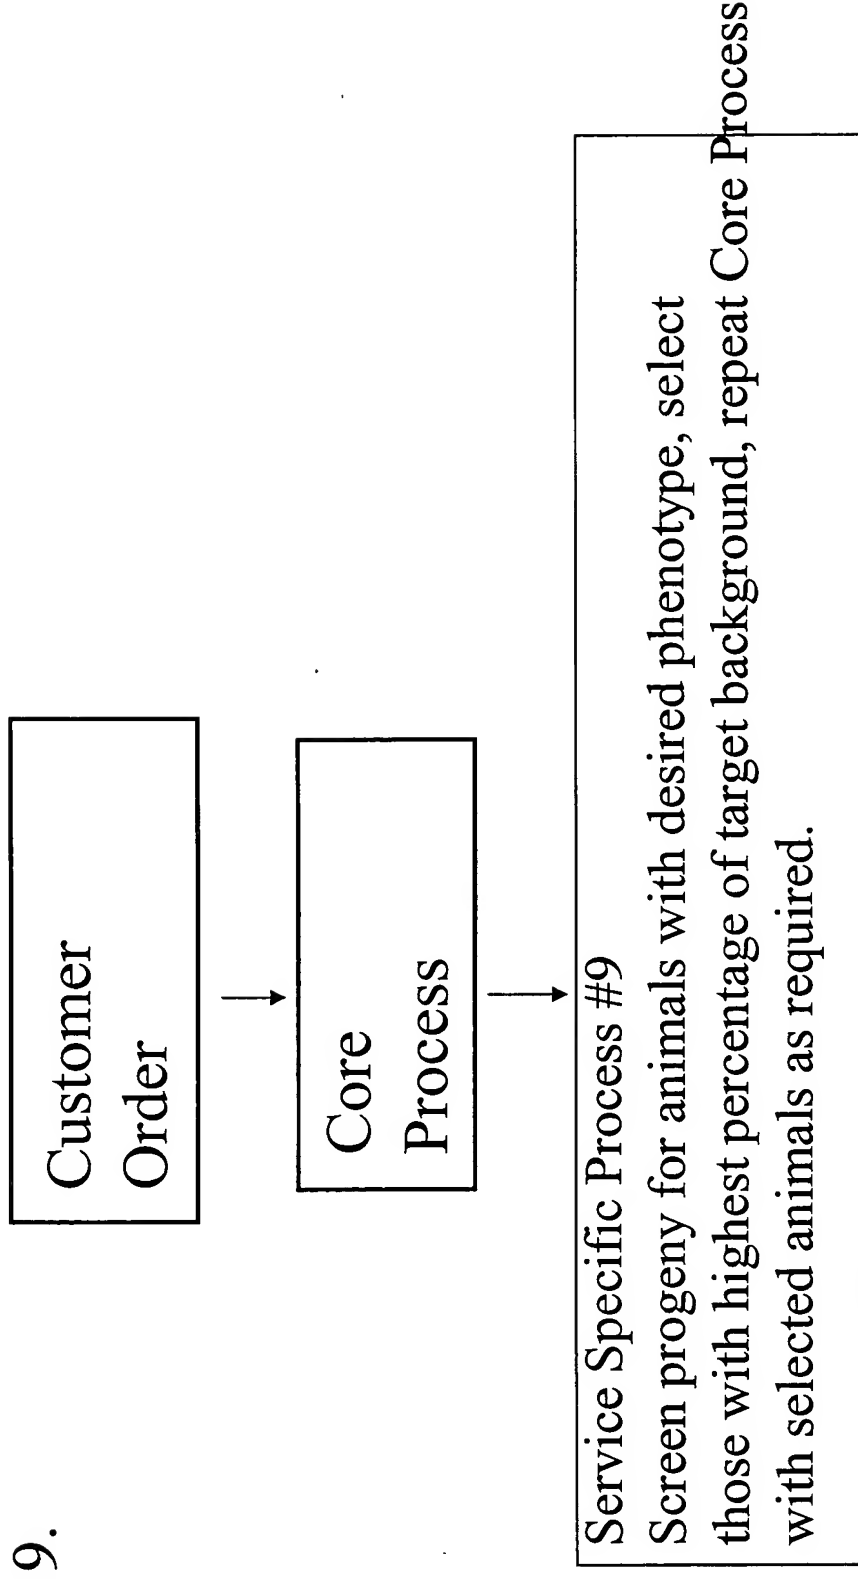 9.
Customer
Order
Core
Process
Service Specific Process #9
Screen progeny for animals with desired phenotype, select
those with highest percentage of target background, repeat Core Process
with selected animals as required.